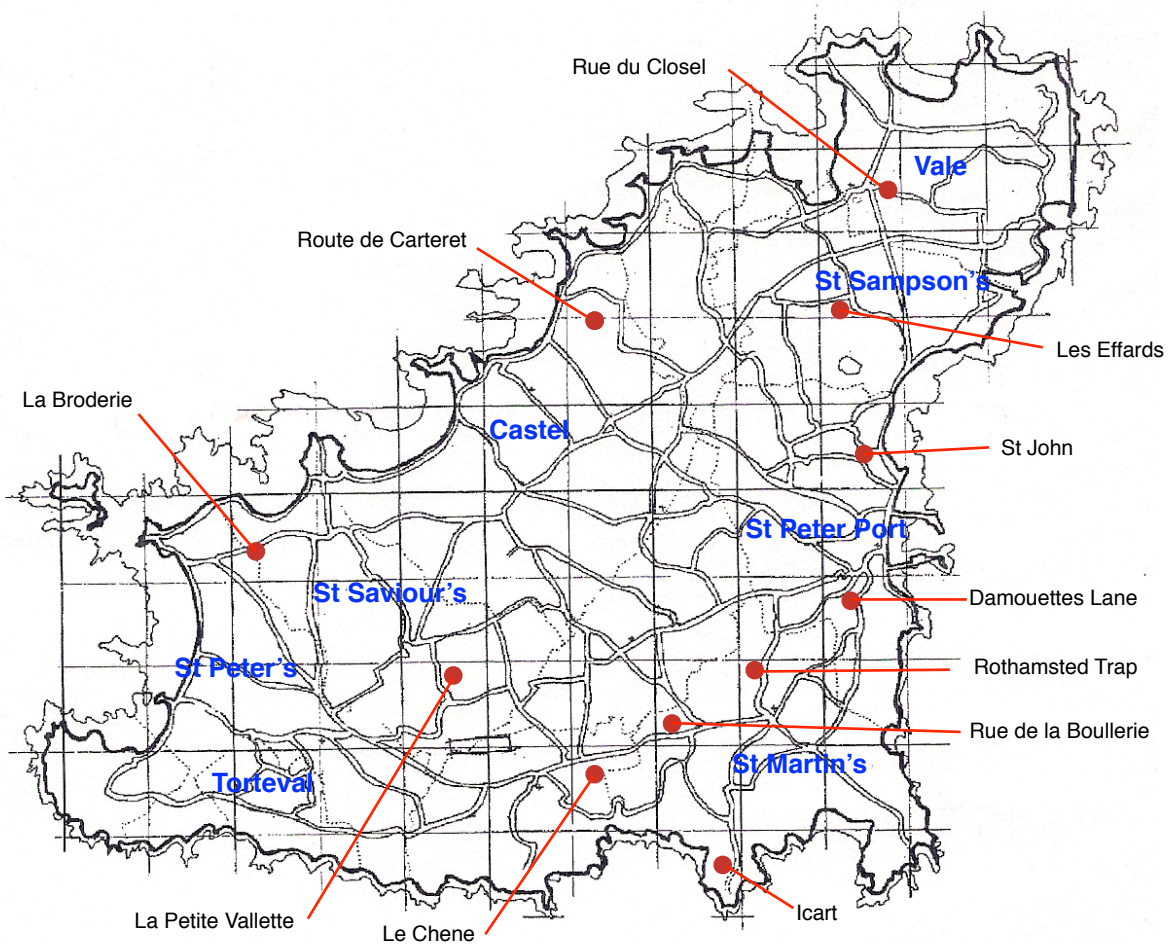 Rue du Closel
Vale
Route de Carteret
St Sampson's
Les Effards
La Broderie
Castel
St John
St Peter Port
St Saviour's
Damouettes Lane
St Peter's
Rothamsted Trap
Rue de la Boullerie
St Martin's
Torteval
La Petite Vallette
Le Chene
Icart